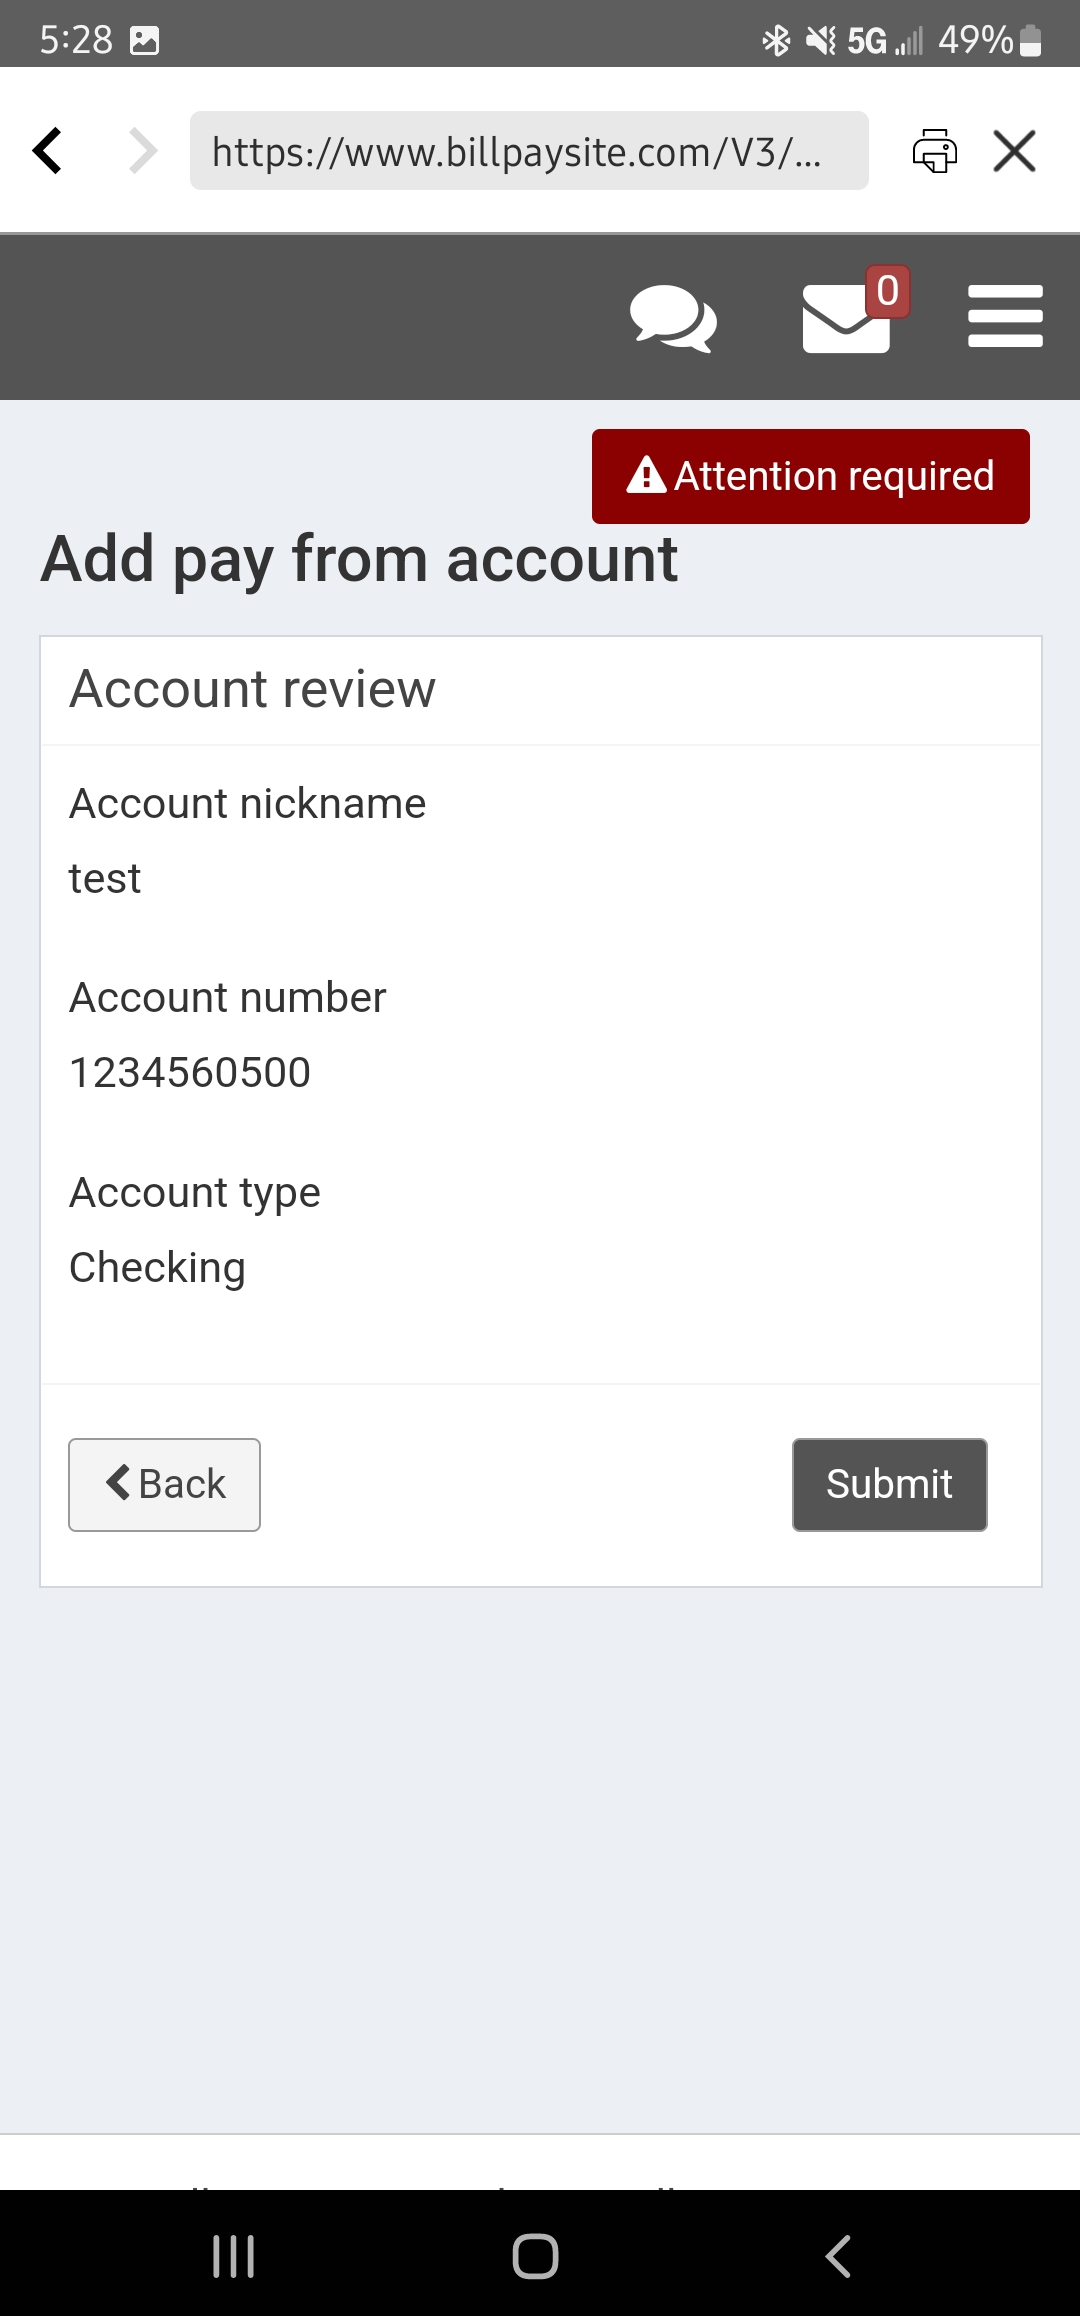 5:28
5G 49%
https://www.billpaysite.com/V3/...
0
Attention required
Add pay from account
Account review
Account nickname
test
Account number
1234560500
Account type
Checking
Back
Submit